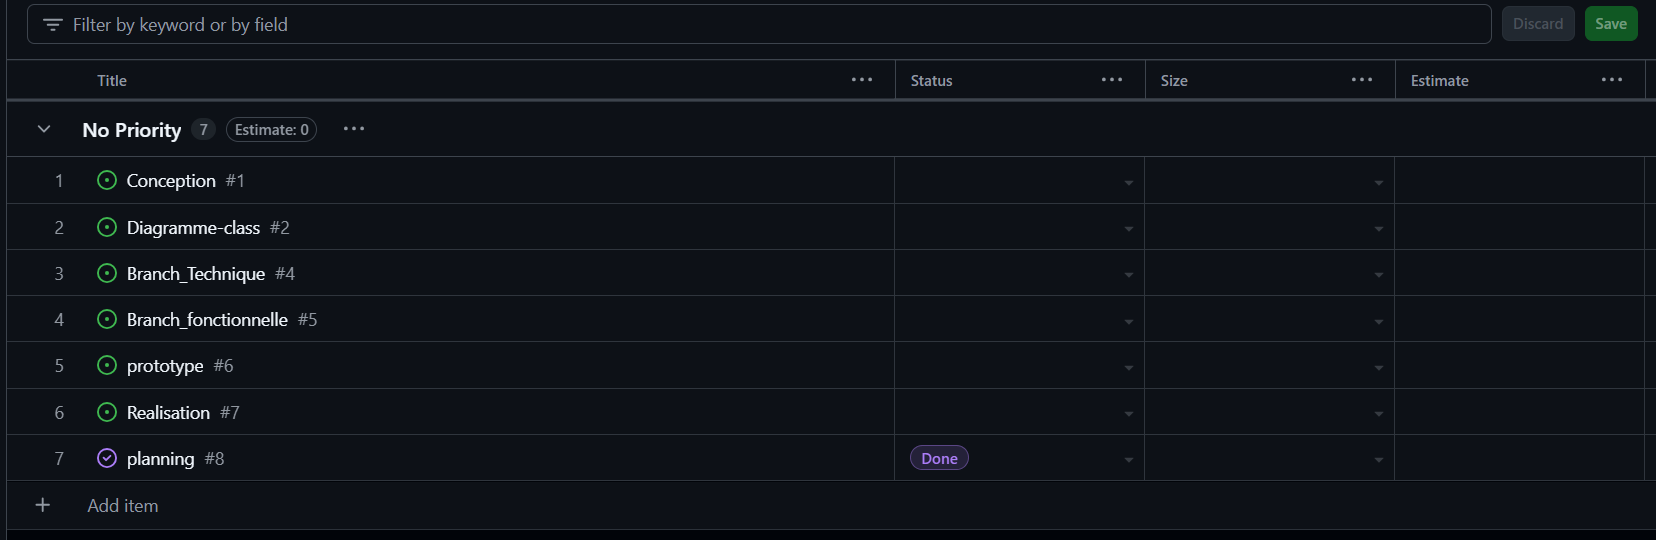 Filter by keyword or by field Discard Save
Title Status Size Estimate
No Priority 7 Estimate: 0
1 Conception #1
2 Diagramme-class #2
3 Branch_Technique #4
4 Branch_fonctionnelle #5
5 prototype #6
6 Realisation #7
7 planning #8 Done
Add item